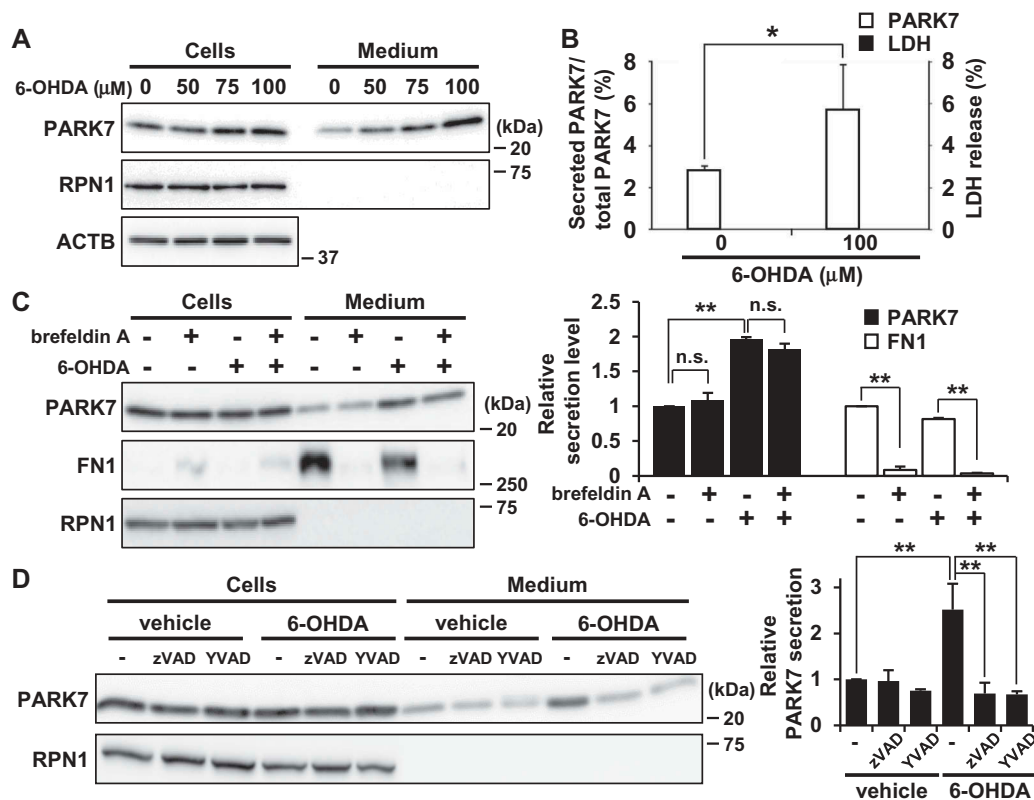 A
Cells Medium
6-OHDA (μM) 0 50 75 100 0 50 75 100
PARK7 (kDa)
20
RPN1 75
ACTB
37
B
PARK7
LDH
*
Secreted PARK7/
total PARK7 (%)
8 8
6 6
4 4
2 2
0 0
LDH release (%)
0 100
6-OHDA (μM)
C
Cells Medium
brefeldin A - + - + - + - +
6-OHDA - - + + - - + +
PARK7 (kDa)
20
FN1
250
RPN1 75
Relative
secretion level
2.5
2
1.5
1
0.5
0
PARK7
FN1
n.s. ** n.s. ** **
brefeldin A - + - + - + - +
6-OHDA - - + + - - + +
D
Cells Medium
vehicle 6-OHDA vehicle 6-OHDA
- zVAD YVAD - zVAD YVAD - zVAD YVAD - zVAD YVAD
PARK7 (kDa)
20
RPN1 75
Relative
PARK7 secretion
3
2
1
0
** ** **
- zVAD YVAD - zVAD YVAD
vehicle 6-OHDA